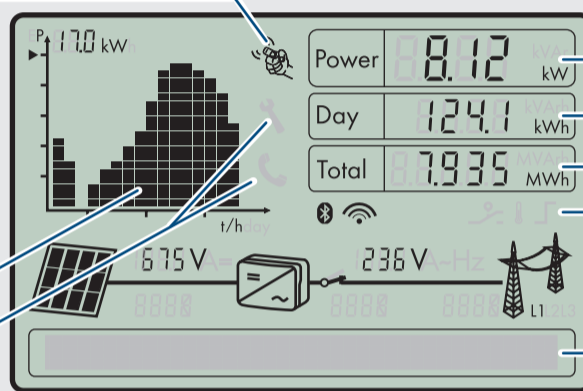 P 17.0 kW
Power 8.12 kW
Day 124.1 kWh
Total 7.935 MWh
t/h
675 V
236 V
= ~
L1